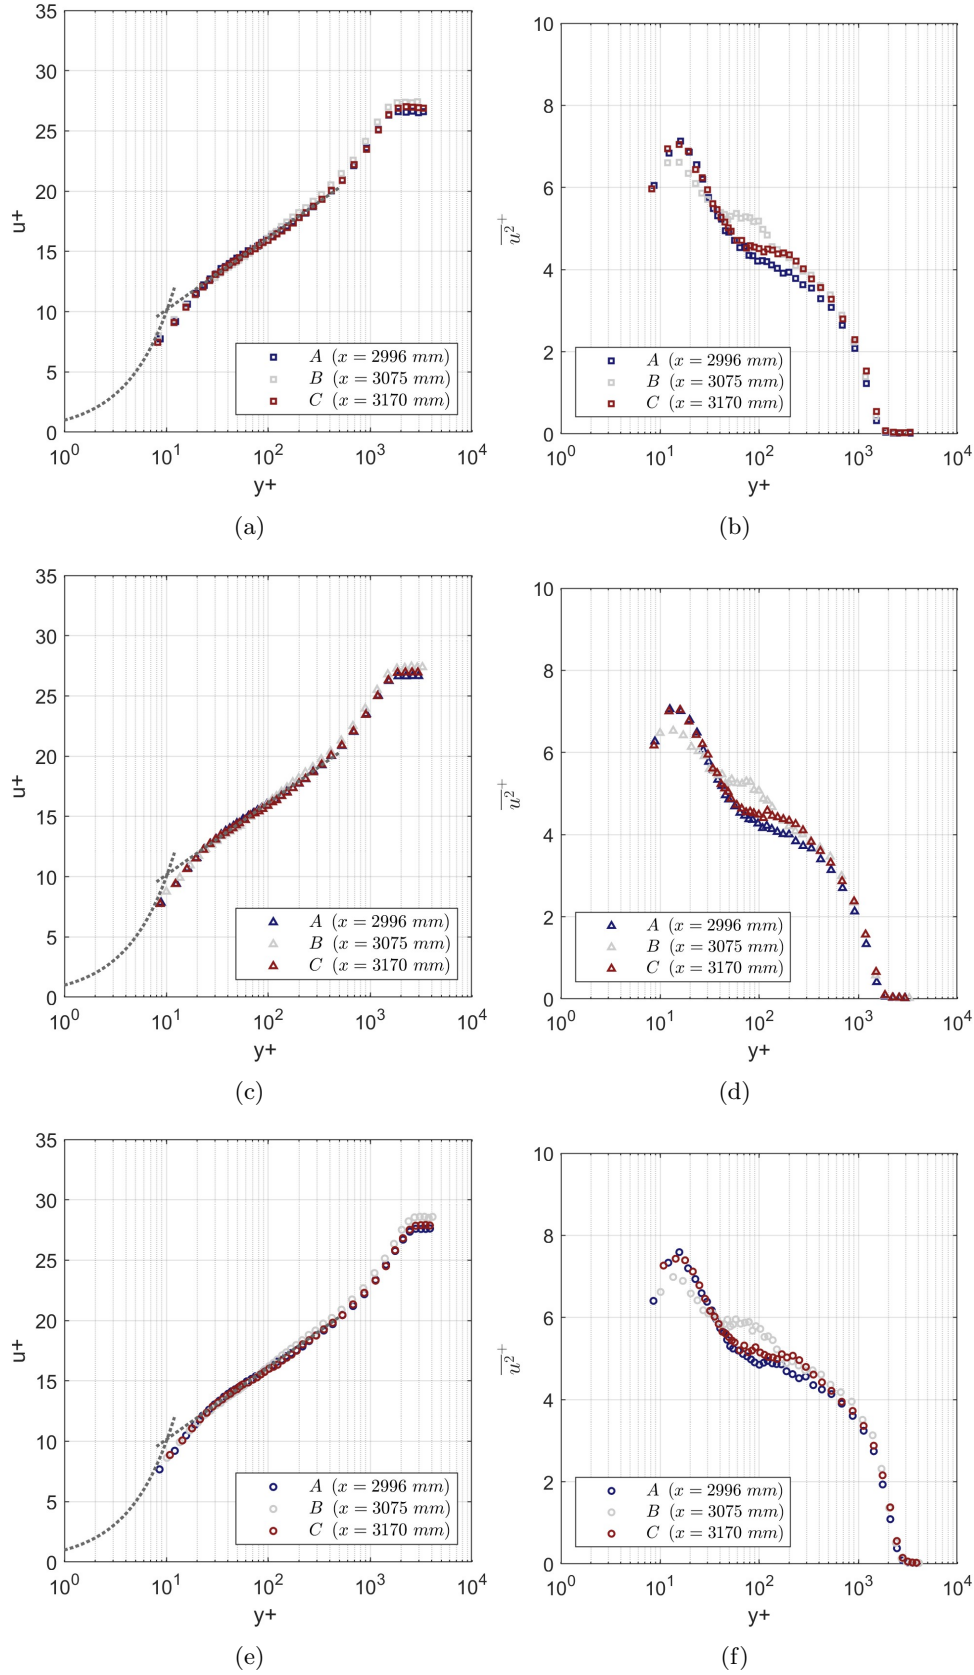 35
30
25
20
15
10
5
0
u+
10^0 10^1 10^2 10^3 10^4
y+
A (x = 2996 mm)
B (x = 3075 mm)
C (x = 3170 mm)
(a)
10
8
6
4
2
0
\overline{u^2}^+
10^0 10^1 10^2 10^3 10^4
y+
A (x = 2996 mm)
B (x = 3075 mm)
C (x = 3170 mm)
(b)
35
30
25
20
15
10
5
0
u+
10^0 10^1 10^2 10^3 10^4
y+
A (x = 2996 mm)
B (x = 3075 mm)
C (x = 3170 mm)
(c)
10
8
6
4
2
0
\overline{u^2}^+
10^0 10^1 10^2 10^3 10^4
y+
A (x = 2996 mm)
B (x = 3075 mm)
C (x = 3170 mm)
(d)
35
30
25
20
15
10
5
0
u+
10^0 10^1 10^2 10^3 10^4
y+
A (x = 2996 mm)
B (x = 3075 mm)
C (x = 3170 mm)
(e)
10
8
6
4
2
0
\overline{u^2}^+
10^0 10^1 10^2 10^3 10^4
y+
A (x = 2996 mm)
B (x = 3075 mm)
C (x = 3170 mm)
(f)